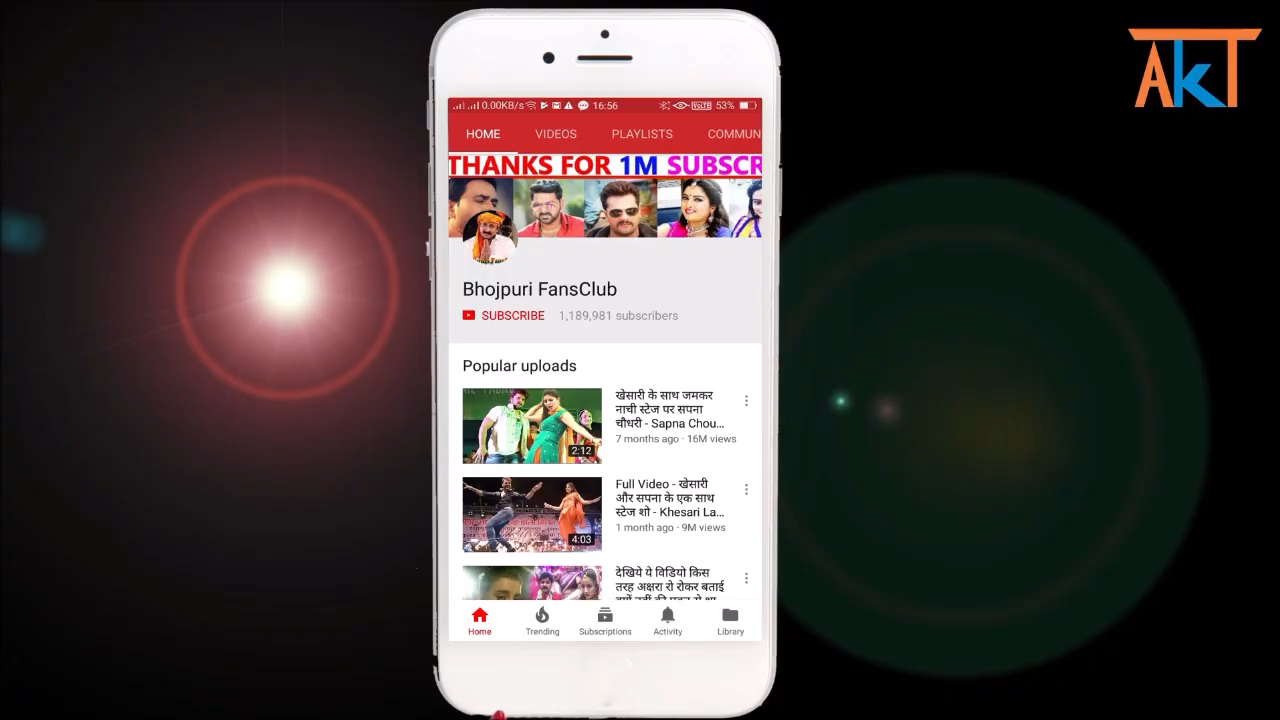 AKT
0.00KB/s 16:56 VoLTE 53%
HOME VIDEOS PLAYLISTS COMMUN
THANKS FOR 1M SUBSCR
Bhojpuri FansClub
SUBSCRIBE 1,189,981 subscribers
Popular uploads
खेसारी के साथ जमकर
नाची स्टेज पर सपना
चौधरी - Sapna Chou...
7 months ago · 16M views
2:12
Full Video - खेसारी
और सपना के एक साथ
स्टेज शो - Khesari La...
1 month ago · 9M views
4:03
देखिये ये विडियो किस
तरह अक्षरा रो रोकर बताई
Home Trending Subscriptions Activity Library